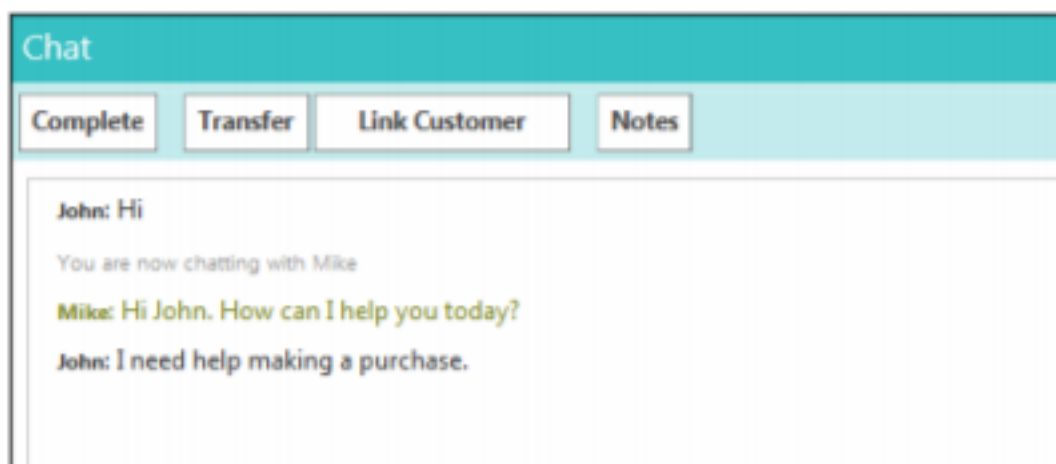 Chat
Complete Transfer Link Customer Notes
John: Hi
You are now chatting with Mike
Mike: Hi John. How can I help you today?
John: I need help making a purchase.